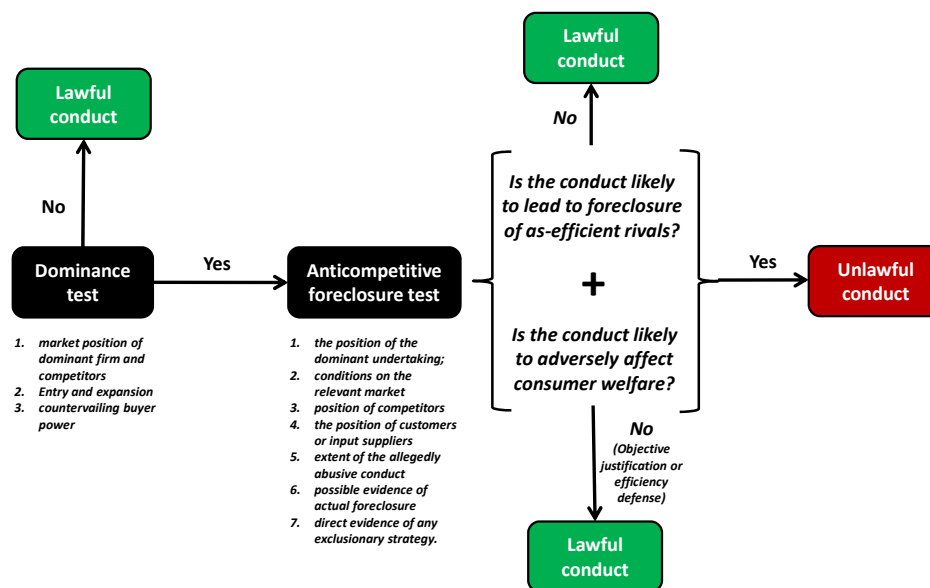 Lawful
conduct
No
Dominance
test
1. market position of
dominant firm and
competitors
2. Entry and expansion
3. countervailing buyer
power
Yes
Anticompetitive
foreclosure test
1. the position of the
dominant undertaking;
2. conditions on the
relevant market
3. position of competitors
4. the position of customers
or input suppliers
5. extent of the allegedly
abusive conduct
6. possible evidence of
actual foreclosure
7. direct evidence of any
exclusionary strategy.
Lawful
conduct
No
Is the conduct likely
to lead to foreclosure
of as-efficient rivals?
+
Is the conduct likely
to adversely affect
consumer welfare?
No
(Objective
justification or
efficiency
defense)
Lawful
conduct
Yes
Unlawful
conduct